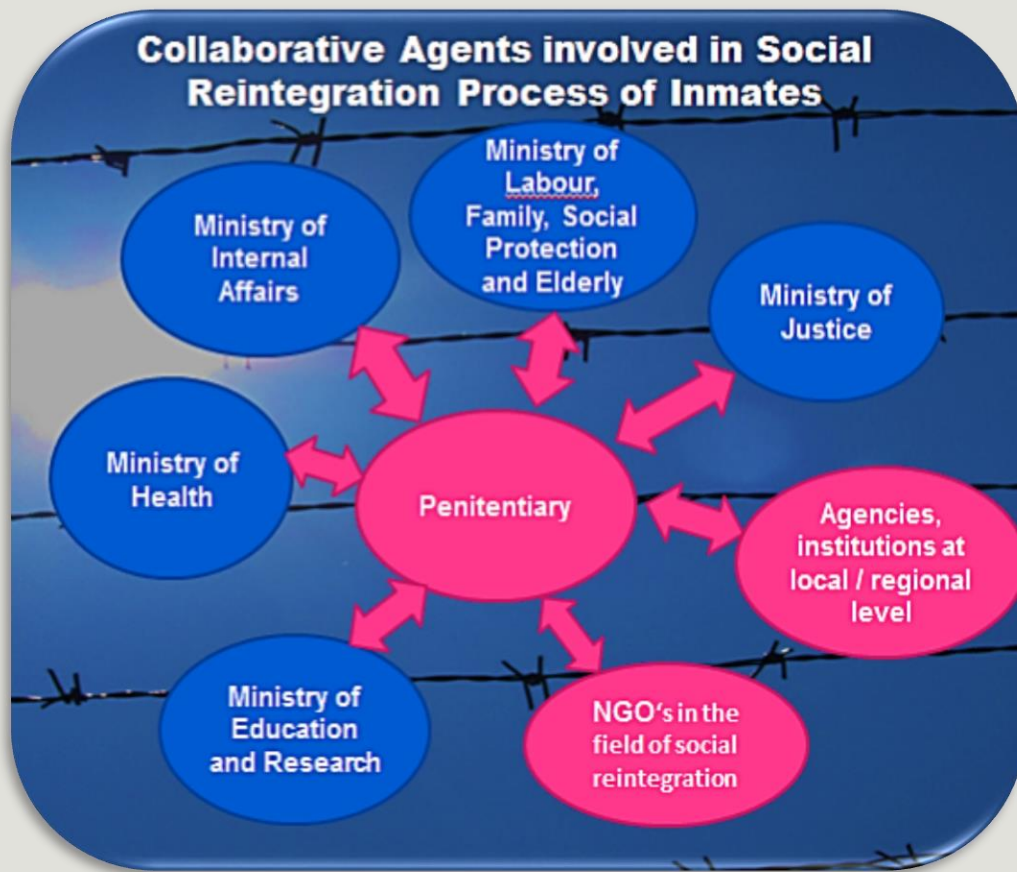 Collaborative Agents involved in Social
Reintegration Process of Inmates
Ministry of
Labour,
Family, Social
Protection
and Elderly
Ministry of
Internal
Affairs
Ministry of
Justice
Ministry of
Health
Penitentiary
Agencies,
institutions at
local / regional
level
Ministry of
Education
and Research
NGO‘s in the
field of social
reintegration